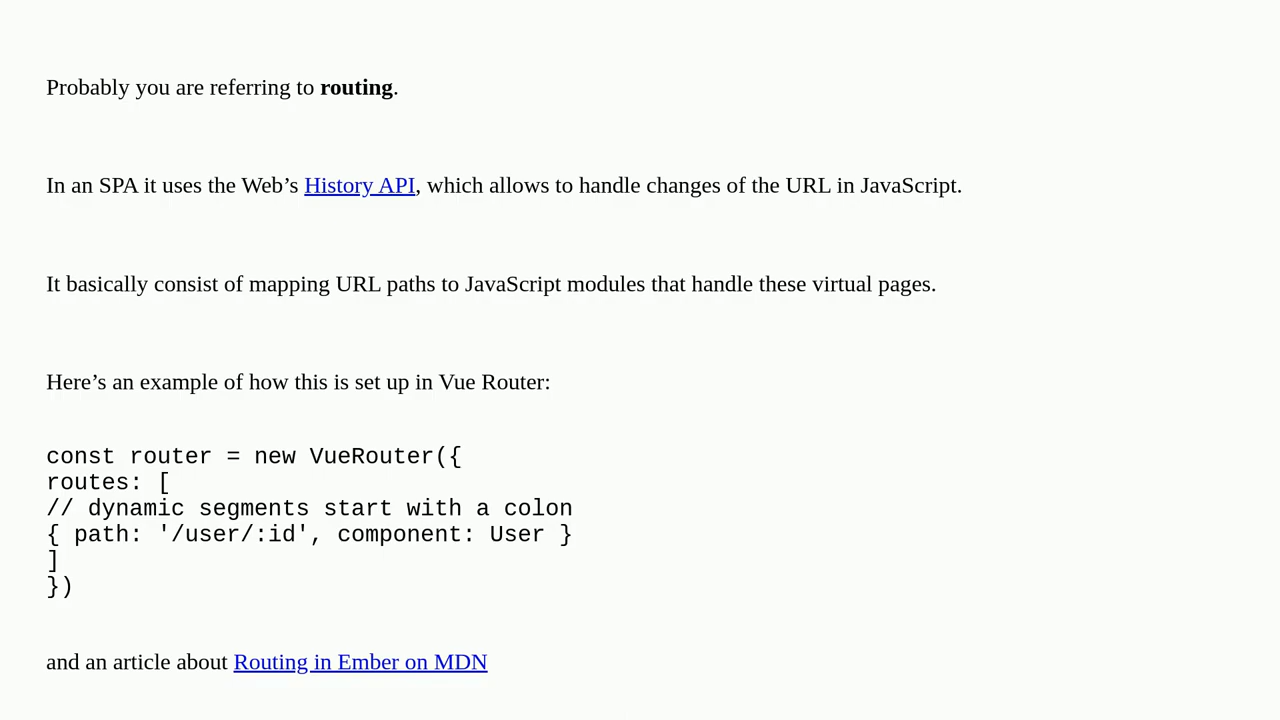 Probably you are referring to routing.
In an SPA it uses the Web’s History API, which allows to handle changes of the URL in JavaScript.
It basically consist of mapping URL paths to JavaScript modules that handle these virtual pages.
Here’s an example of how this is set up in Vue Router:
const router = new VueRouter({
routes: [
// dynamic segments start with a colon
{ path: '/user/:id', component: User }
]
})
and an article about Routing in Ember on MDN